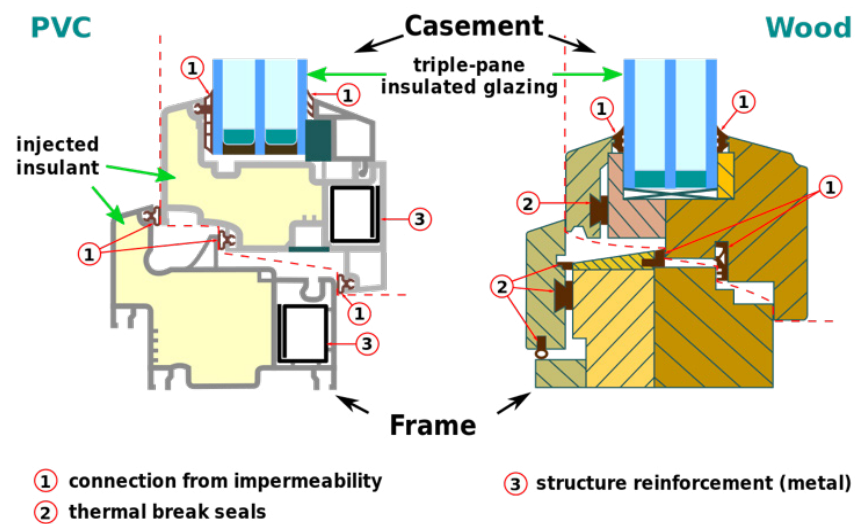 PVC
Casement
Wood
triple-pane
insulated glazing
1
1
1
1
injected
insulant
1
2
3
1
2
1
3
Frame
1 connection from impermeability
2 thermal break seals
3 structure reinforcement (metal)